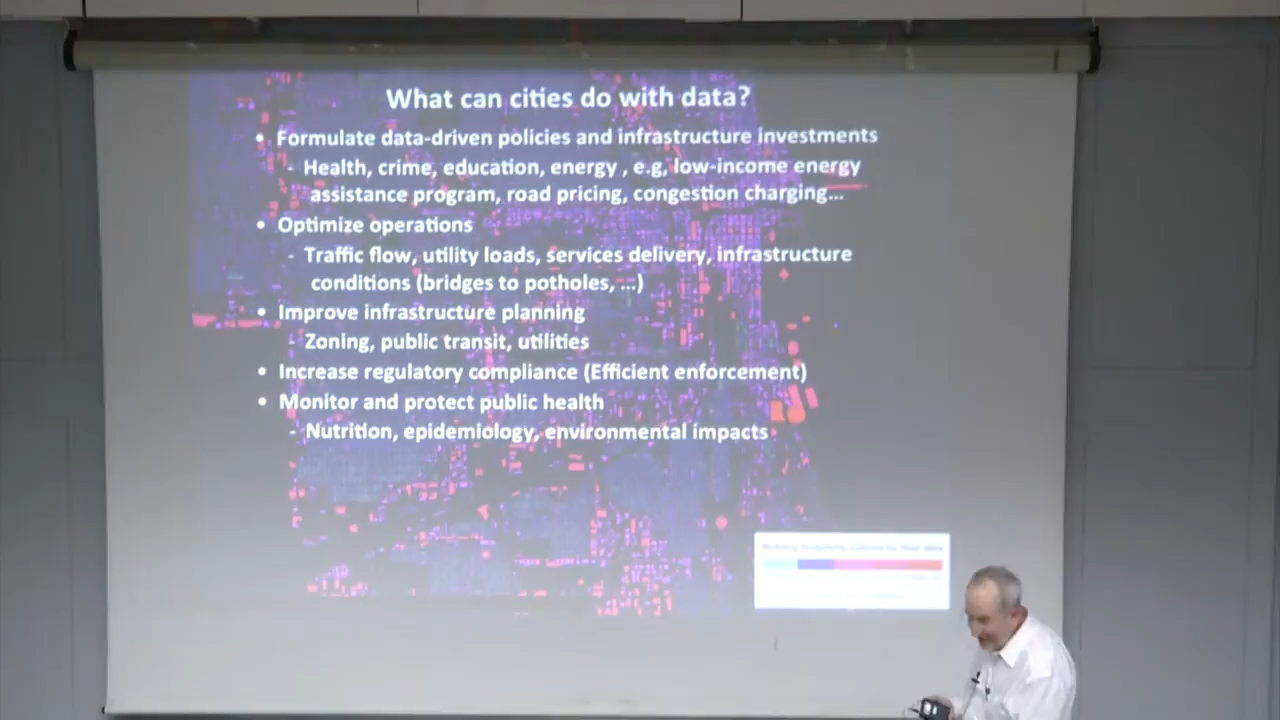 What can cities do with data?
• Formulate data-driven policies and infrastructure investments
- Health, crime, education, energy , e.g, low-income energy
assistance program, road pricing, congestion charging...
• Optimize operations
- Traffic flow, utility loads, services delivery, infrastructure
conditions (bridges to potholes, ...)
• Improve infrastructure planning
- Zoning, public transit, utilities
• Increase regulatory compliance (Efficient enforcement)
• Monitor and protect public health
- Nutrition, epidemiology, environmental impacts